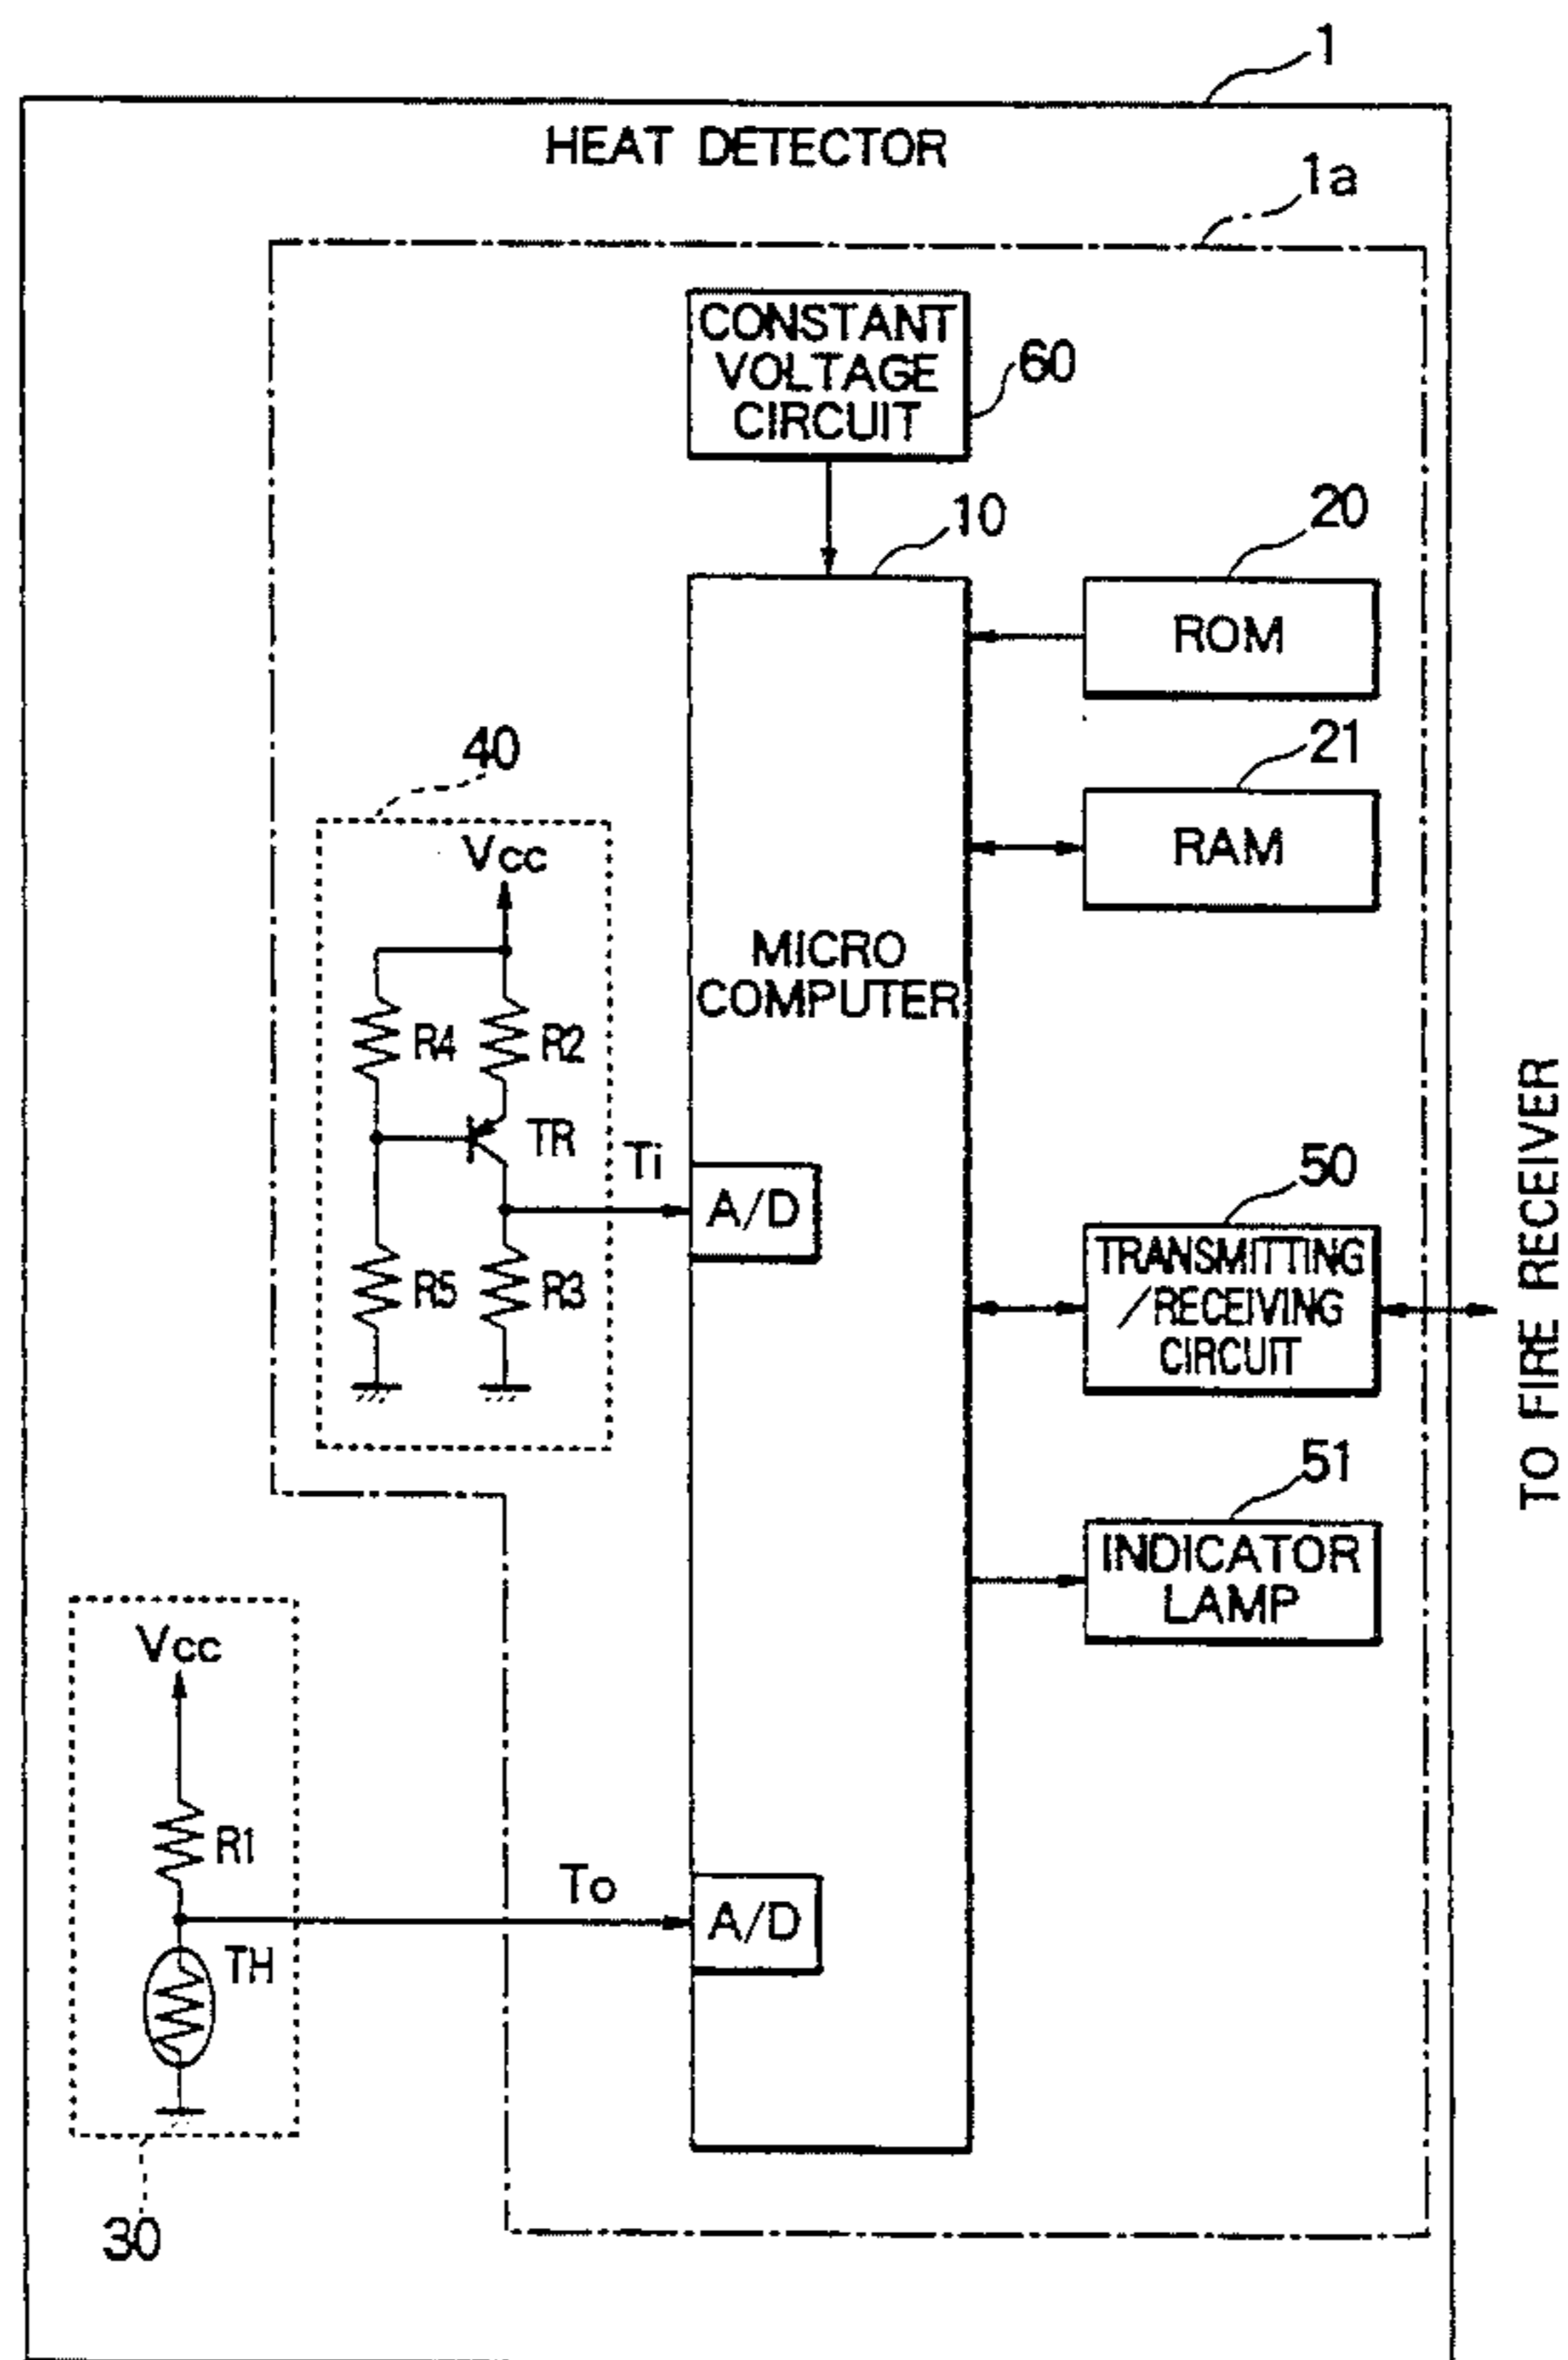 1
HEAT DETECTOR
1a
CONSTANT
VOLTAGE
CIRCUIT
60
10
20
ROM
40
21
Vcc
RAM
MICRO
COMPUTER
R4
R2
TR
Ti
A/D
50
TRANSMITTING
/RECEIVING
CIRCUIT
TO FIRE RECEIVER
R5
R3
51
INDICATOR
LAMP
Vcc
R1
To
A/D
TH
30